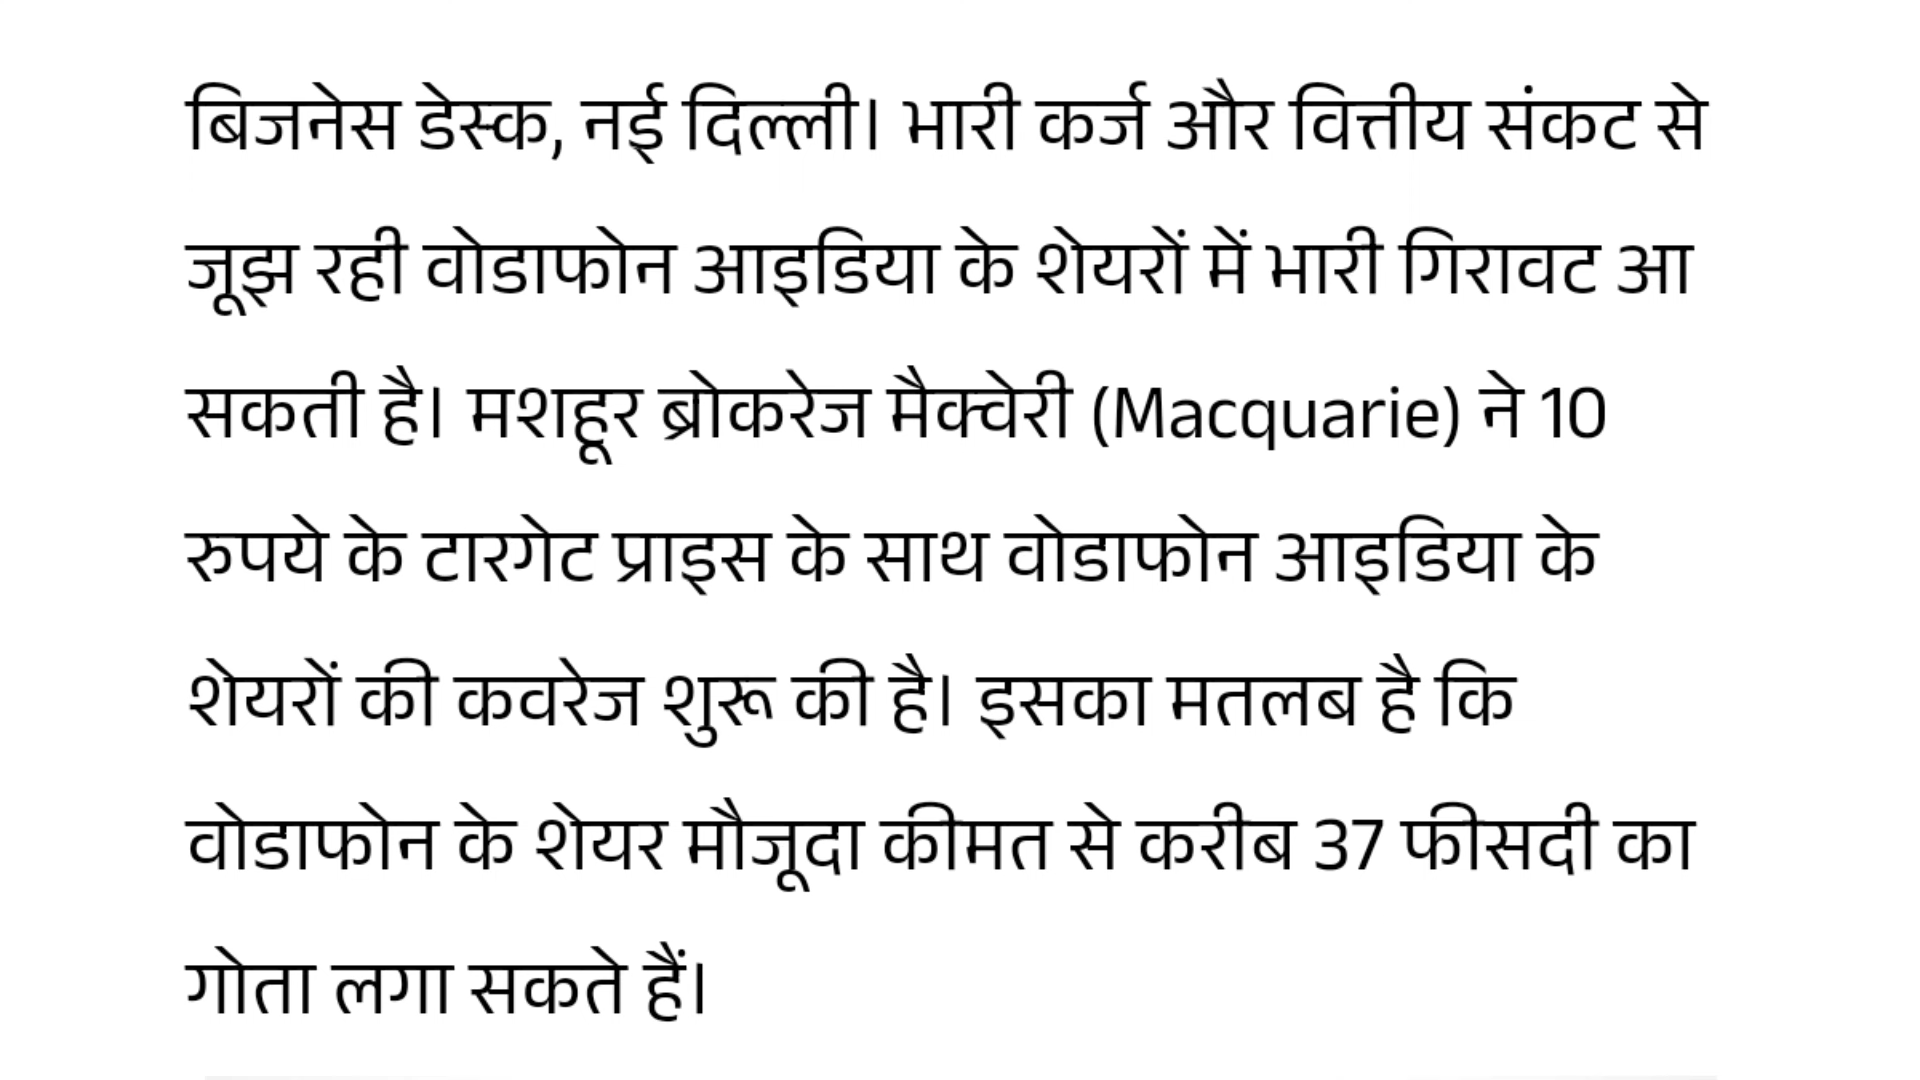 बिजनेस डेस्क, नई दिल्ली। भारी कर्ज और वित्तीय संकट से
जूझ रही वोडाफोन आइडिया के शेयरों में भारी गिरावट आ
सकती है। मशहूर ब्रोकरेज मैक्वेरी (Macquarie) ने 10
रुपये के टारगेट प्राइस के साथ वोडाफोन आइडिया के
शेयरों की कवरेज शुरू की है। इसका मतलब है कि
वोडाफोन के शेयर मौजूदा कीमत से करीब 37 फीसदी का
गोता लगा सकते हैं।